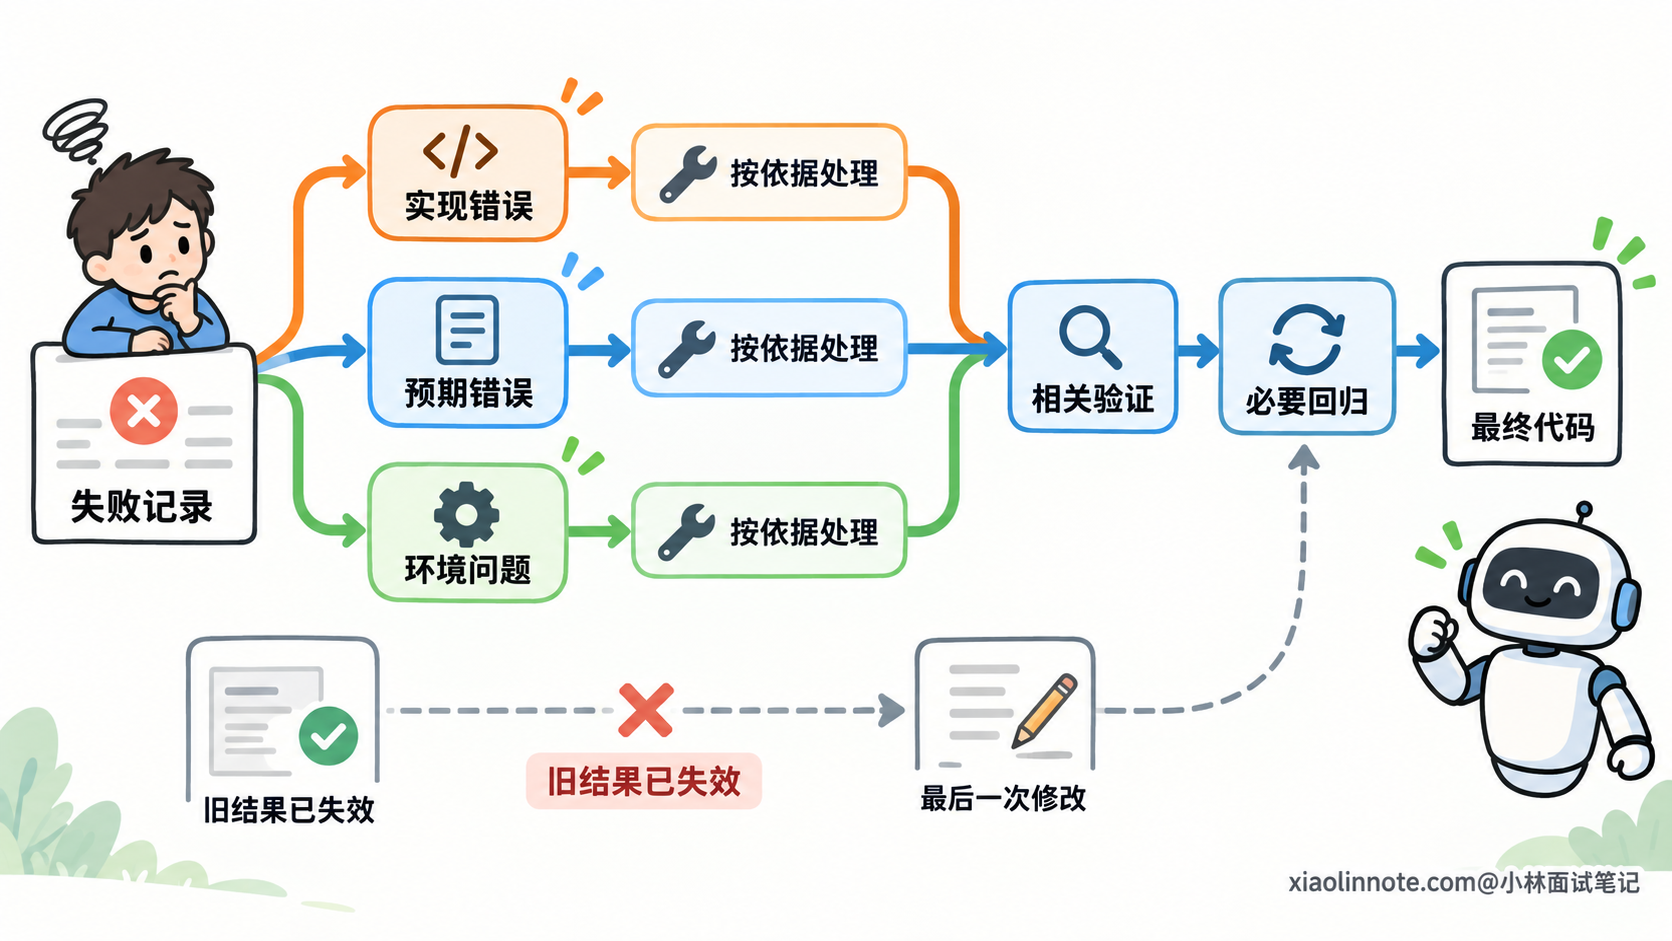 失败记录
实现错误
按依据处理
预期错误
按依据处理
环境问题
按依据处理
相关验证
必要回归
最终代码
旧结果已失效
旧结果已失效
最后一次修改
xiaolinnote.com@小林面试笔记